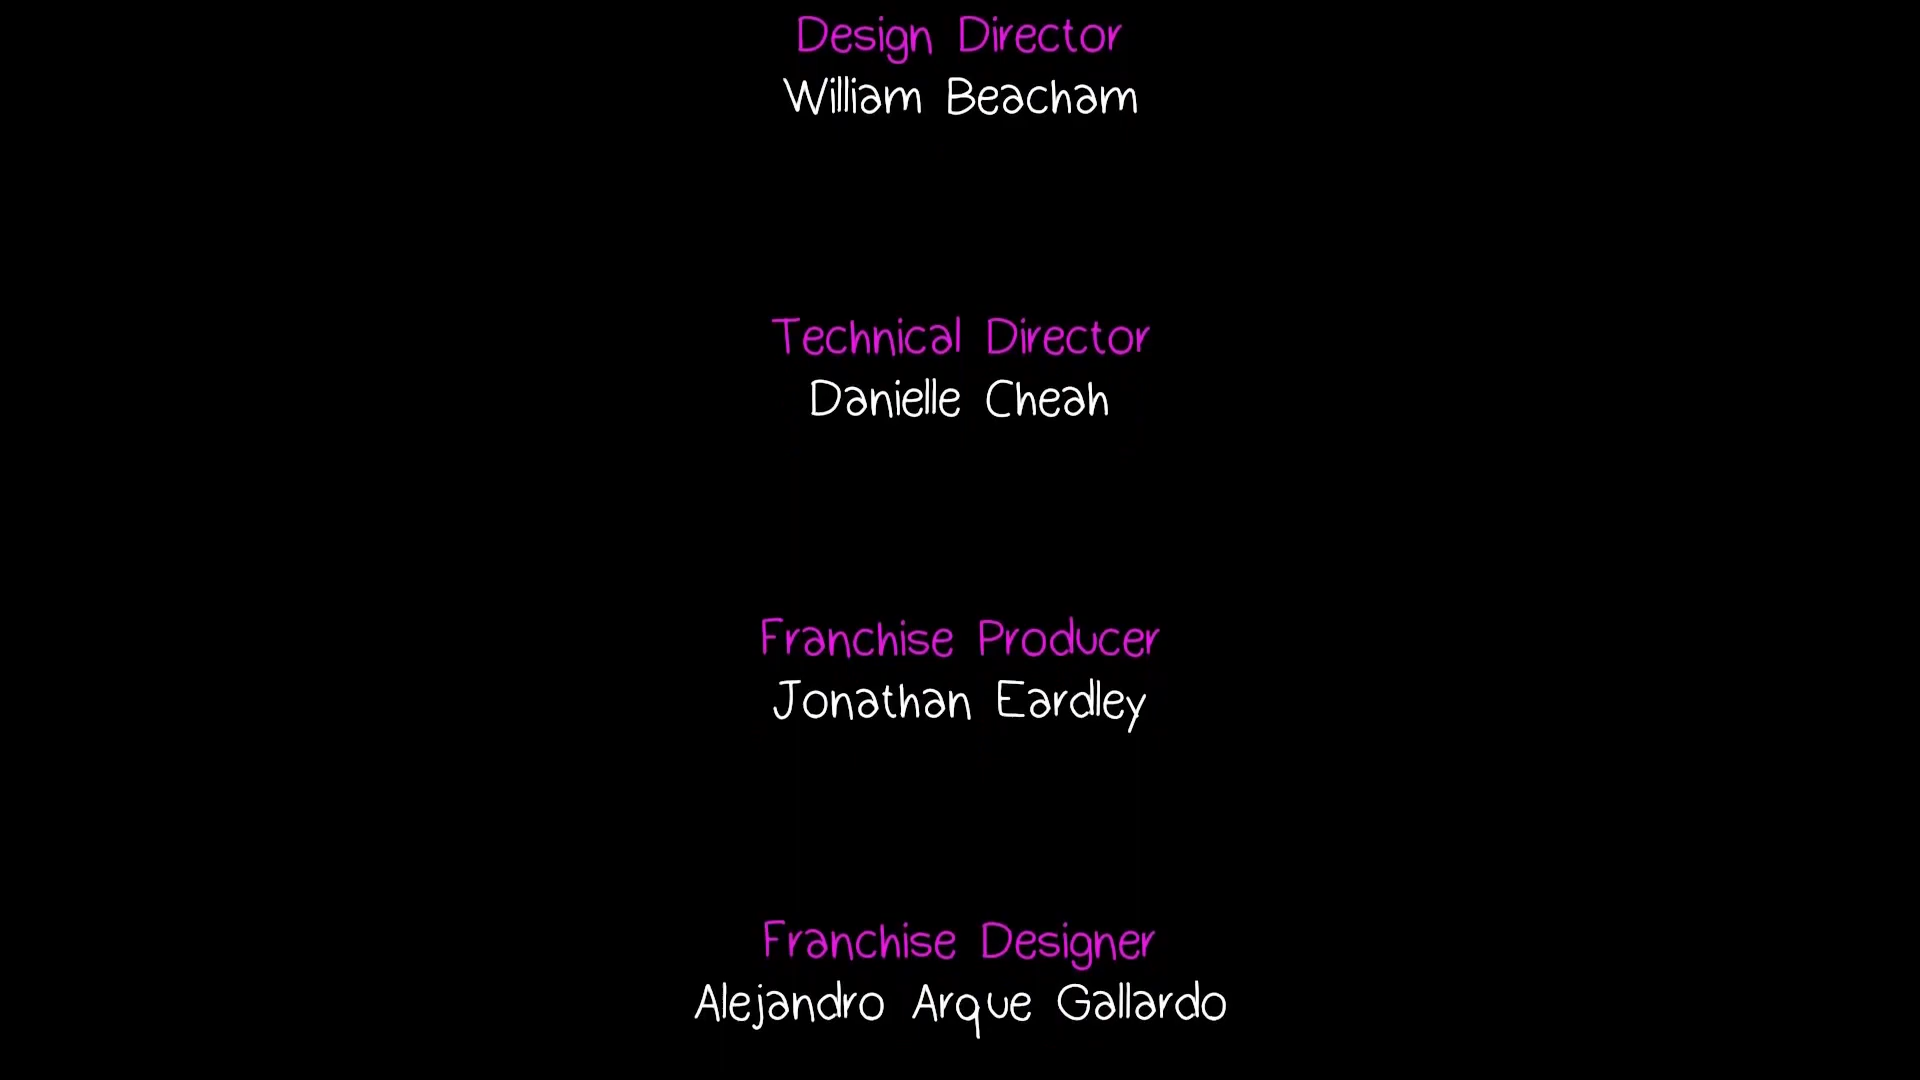 Design Director
William Beacham
Technical Director
Danielle Cheah
Franchise Producer
Jonathan Eardley
Franchise Designer
Alejandro Arque Gallardo